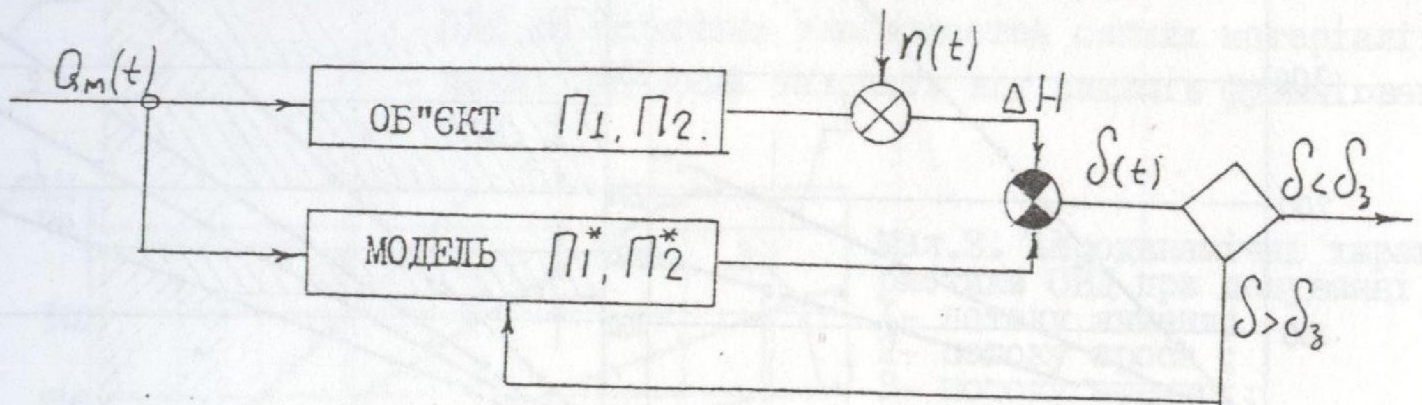 Qм(t)
n(t)
ΔH
ОБ"ЄКТ П1, П2.
δ(t)
δ<δз
МОДЕЛЬ П1*, П2*
δ>δз